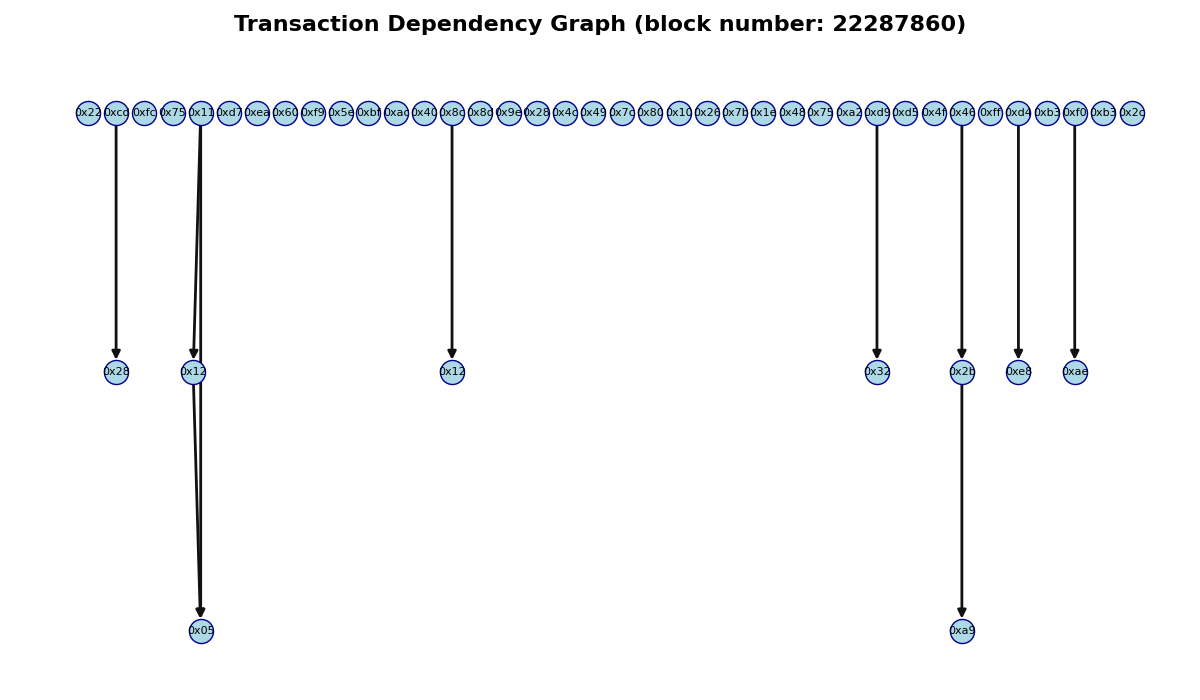 Transaction Dependency Graph (block number: 22287860)
0x22 0xcd 0xfc 0x75 0x11 0xd7 0xea 0x60 0xf9 0x5e 0xbf 0xac 0x40 0x8c 0x8d 0x9e 0x28 0x4c 0x49 0x7c 0x80 0x10 0x26 0x7b 0x1e 0x48 0x75 0xa2 0xd9 0xd5 0x4f 0x46 0xff 0xd4 0xb3 0xf0 0xb3 0x2c
0x28 0x12 0x12 0x32 0x2b 0xe8 0xae
0x05 0xa9